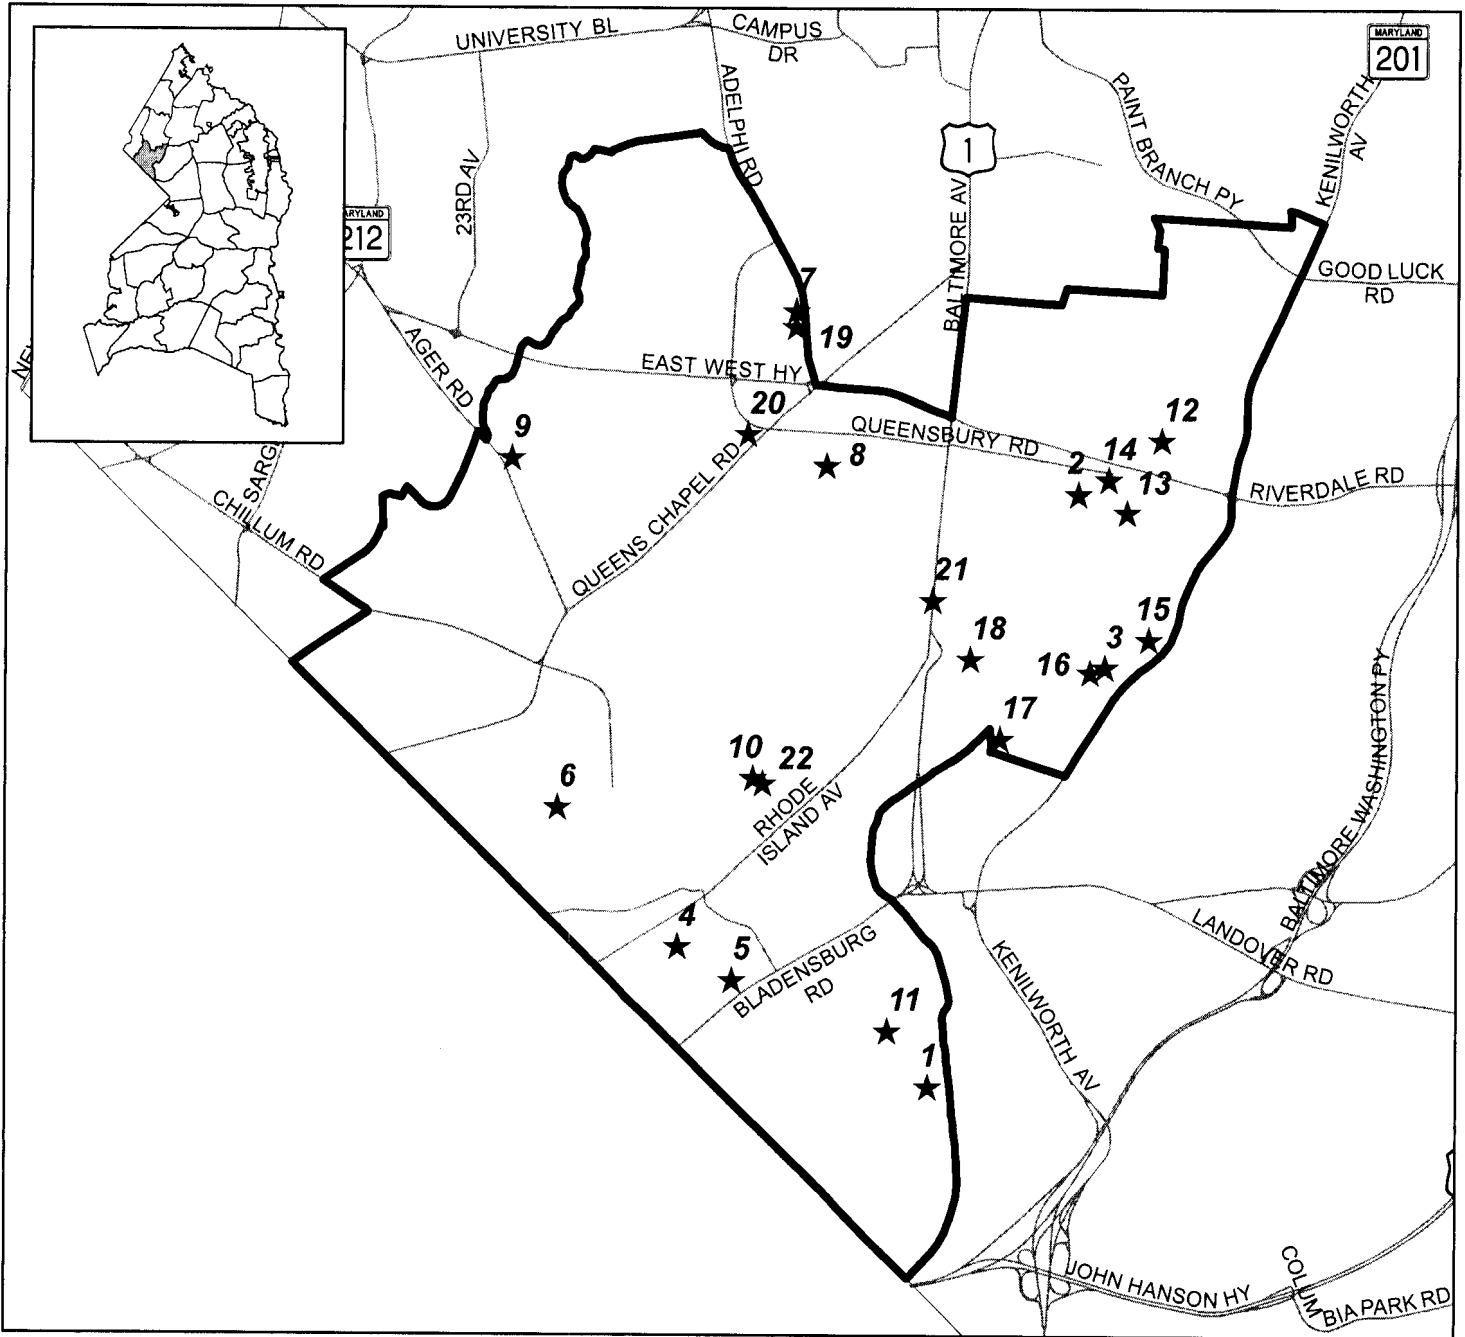 UNIVERSITY BL
CAMPUS
DR
MARYLAND
201
ADELPHI RD
PAINT BRANCH PY
KENILWORTH
AV
1
23RD AV
BALTIMORE AV
212
GOOD LUCK
RD
7
19
AGER RD
EAST WEST HY
20
9
QUEENSBURY RD
12
8
2
14
13
RIVERDALE RD
CHILLUM RD
QUEENS CHAPEL RD
21
18
16
3
15
17
BALTIMORE WASHINGTON PY
6
10
22
RHODE
ISLAND AV
4
5
BLADENSBURG
RD
LANDOVER RD
KENILWORTH AV
11
1
JOHN HANSON HY
COLUM
BIA PARK RD